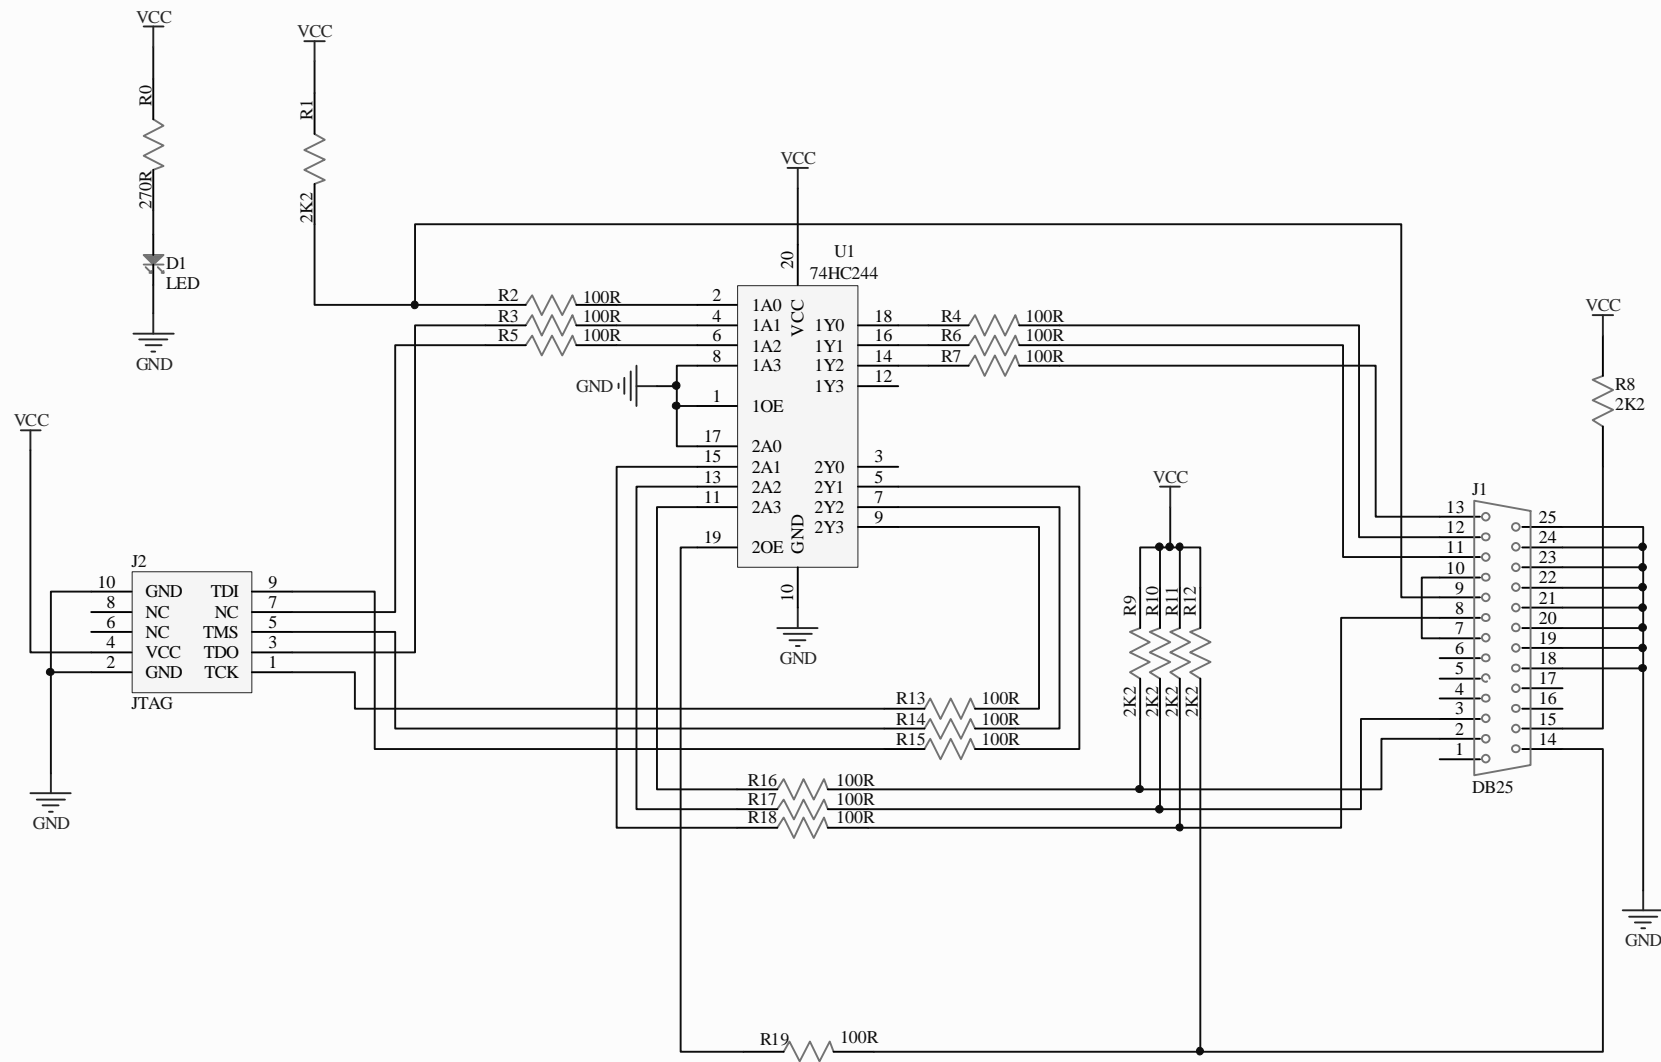 VCC
R0
270R
D1
LED
GND
VCC
R1
2K2
VCC
20
U1
74HC244
R2 100R 2 1A0
R3 100R 4 1A1
R5 100R 6 1A2
8 1A3
GND
1 1OE
17 2A0
15 2A1
13 2A2
11 2A3
19 2OE
VCC
GND
1Y0 18 R4 100R
1Y1 16 R6 100R
1Y2 14 R7 100R
1Y3 12
2Y0 3
2Y1 5
2Y2 7
2Y3 9
10
GND
VCC
R8
2K2
VCC
J2
10 GND TDI 9
8 NC NC 7
6 NC TMS 5
4 VCC TDO 3
2 GND TCK 1
JTAG
GND
VCC
R9 R10 R11 R12
2K2 2K2 2K2 2K2
R13 100R
R14 100R
R15 100R
R16 100R
R17 100R
R18 100R
R19 100R
J1
13
12
11
10
9
8
7
6
5
4
3
2
1
25
24
23
22
21
20
19
18
17
16
15
14
DB25
GND